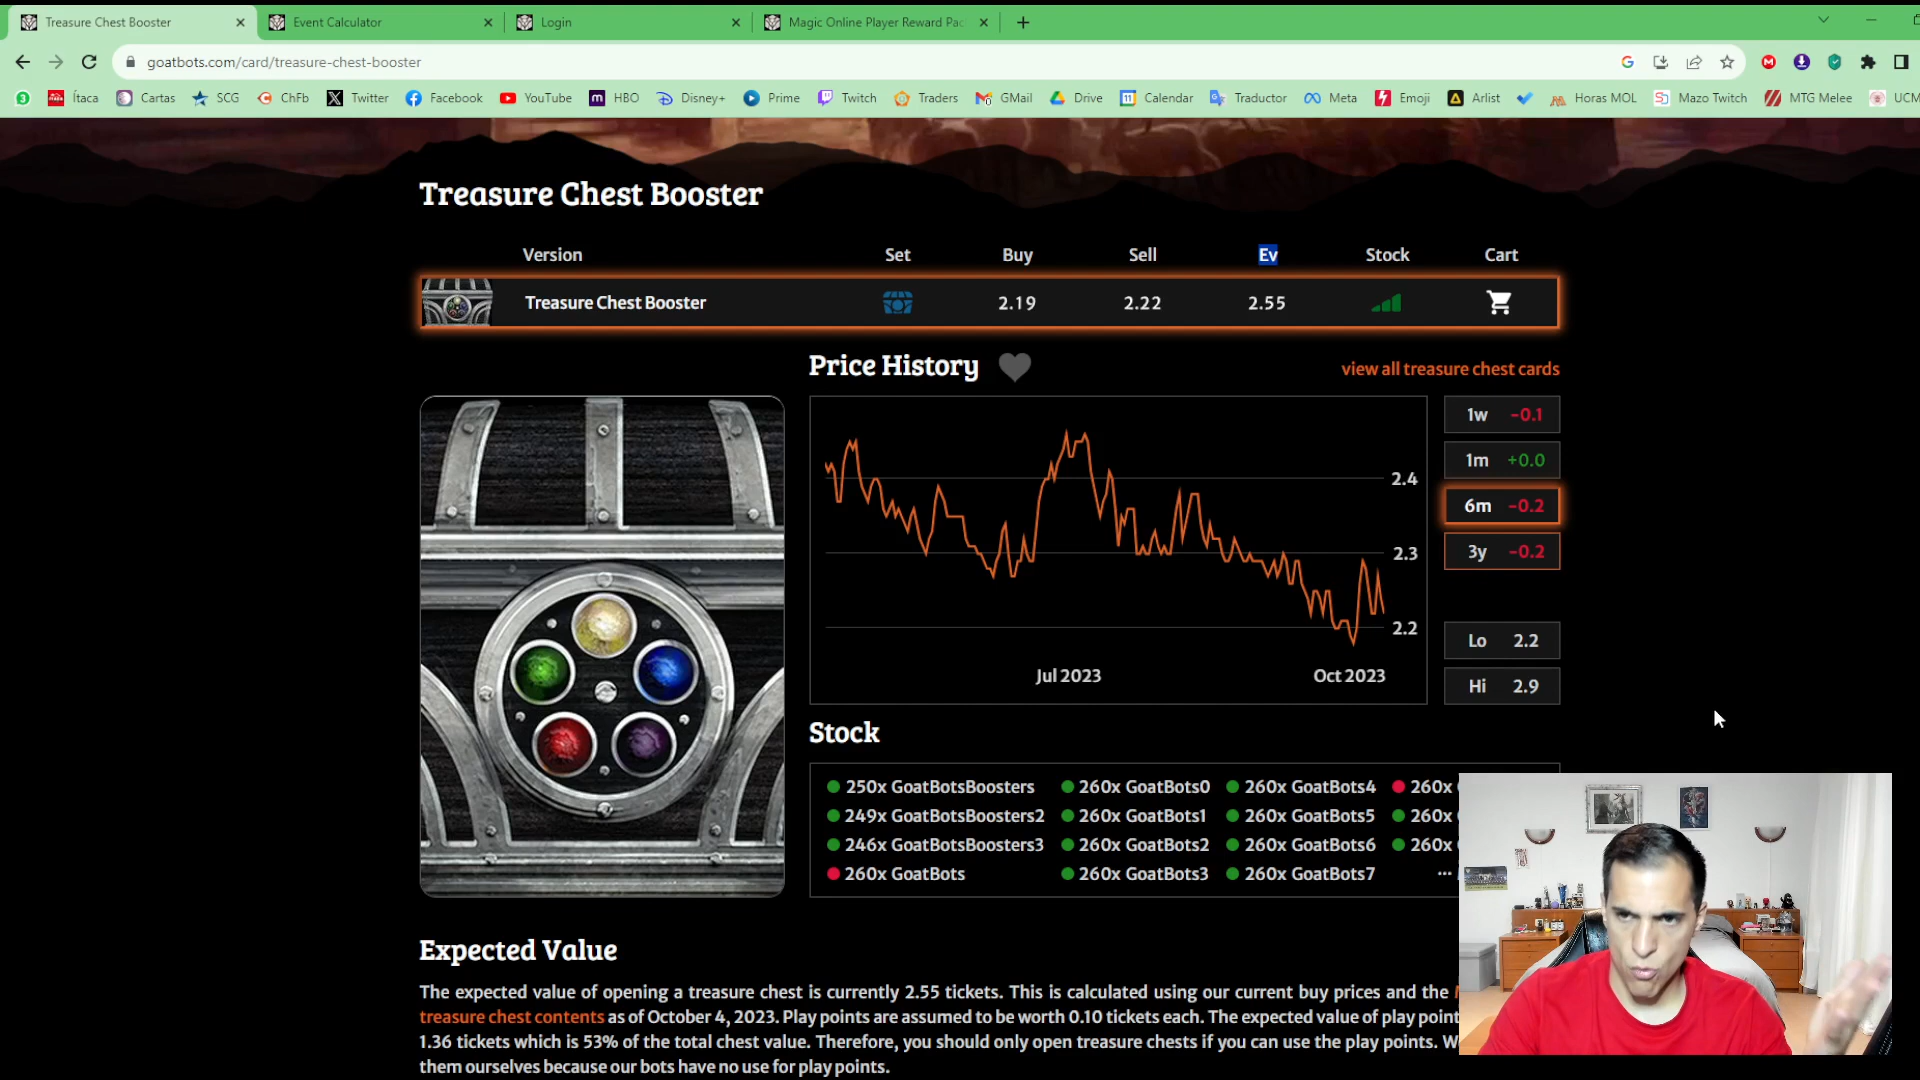 Treasure Chest Booster
Event Calculator
Login
Magic Online Player Reward Pac
goatbots.com/card/treasure-chest-booster
Ítaca
Cartas
SCG
ChFb
Twitter
Facebook
YouTube
HBO
Disney+
Prime
Twitch
Traders
GMail
Drive
Calendar
Traductor
Meta
Emoji
Arlist
Horas MOL
Mazo Twitch
MTG Melee
UCM
Treasure Chest Booster
Version Set Buy Sell Ev Stock Cart
Treasure Chest Booster 2.19 2.22 2.55
Price History
view all treasure chest cards
2.4
2.3
2.2
Jul 2023 Oct 2023
1w -0.1
1m +0.0
6m -0.2
3y -0.2
Lo 2.2
Hi 2.9
Stock
250x GoatBotsBoosters 260x GoatBots0 260x GoatBots4 260x
249x GoatBotsBoosters2 260x GoatBots1 260x GoatBots5 260x
246x GoatBotsBoosters3 260x GoatBots2 260x GoatBots6 260x
260x GoatBots 260x GoatBots3 260x GoatBots7 ...
Expected Value
The expected value of opening a treasure chest is currently 2.55 tickets. This is calculated using our current buy prices and the
treasure chest contents as of October 4, 2023. Play points are assumed to be worth 0.10 tickets each. The expected value of play point
1.36 tickets which is 53% of the total chest value. Therefore, you should only open treasure chests if you can use the play points. W
them ourselves because our bots have no use for play points.